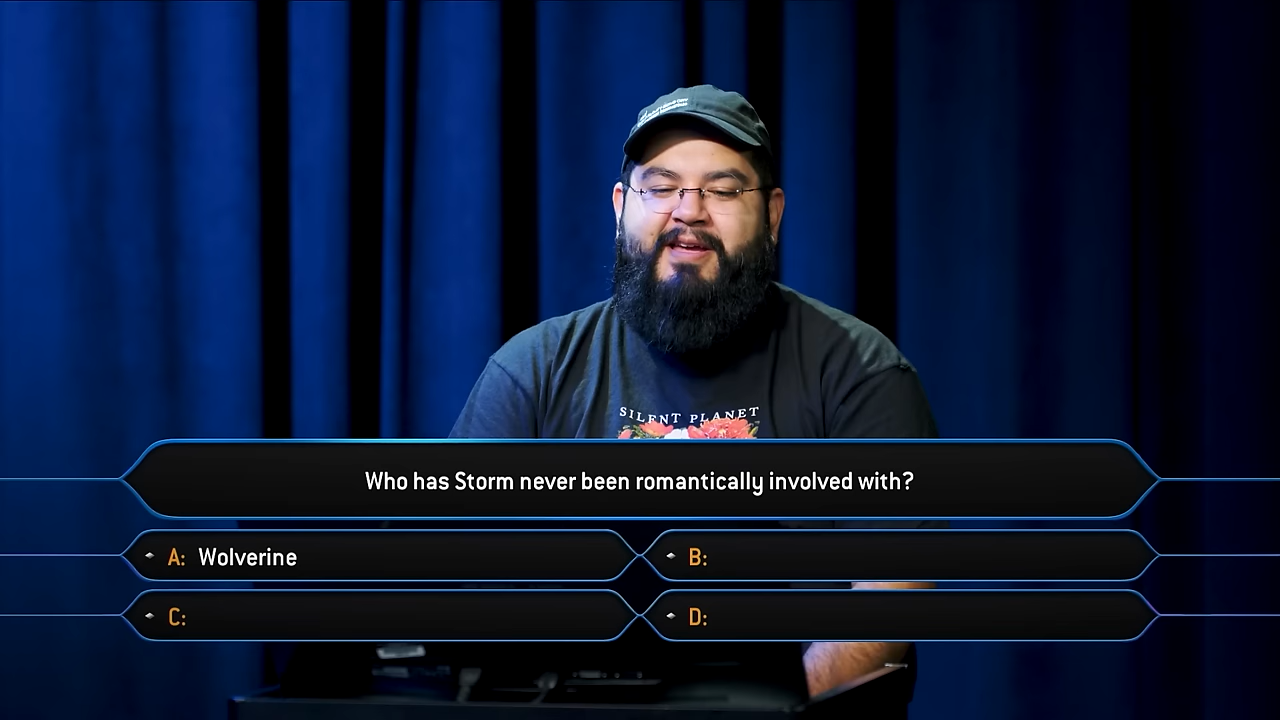 SILENT PLANET
Who has Storm never been romantically involved with?
A: Wolverine
B:
C:
D: